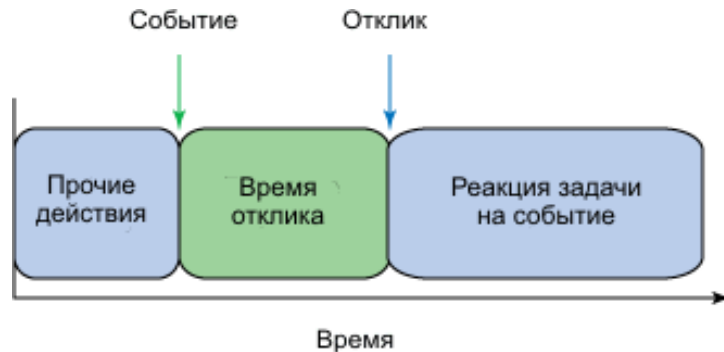 Событие
Отклик
Прочие
действия
Время
отклика
Реакция задачи
на событие
Время